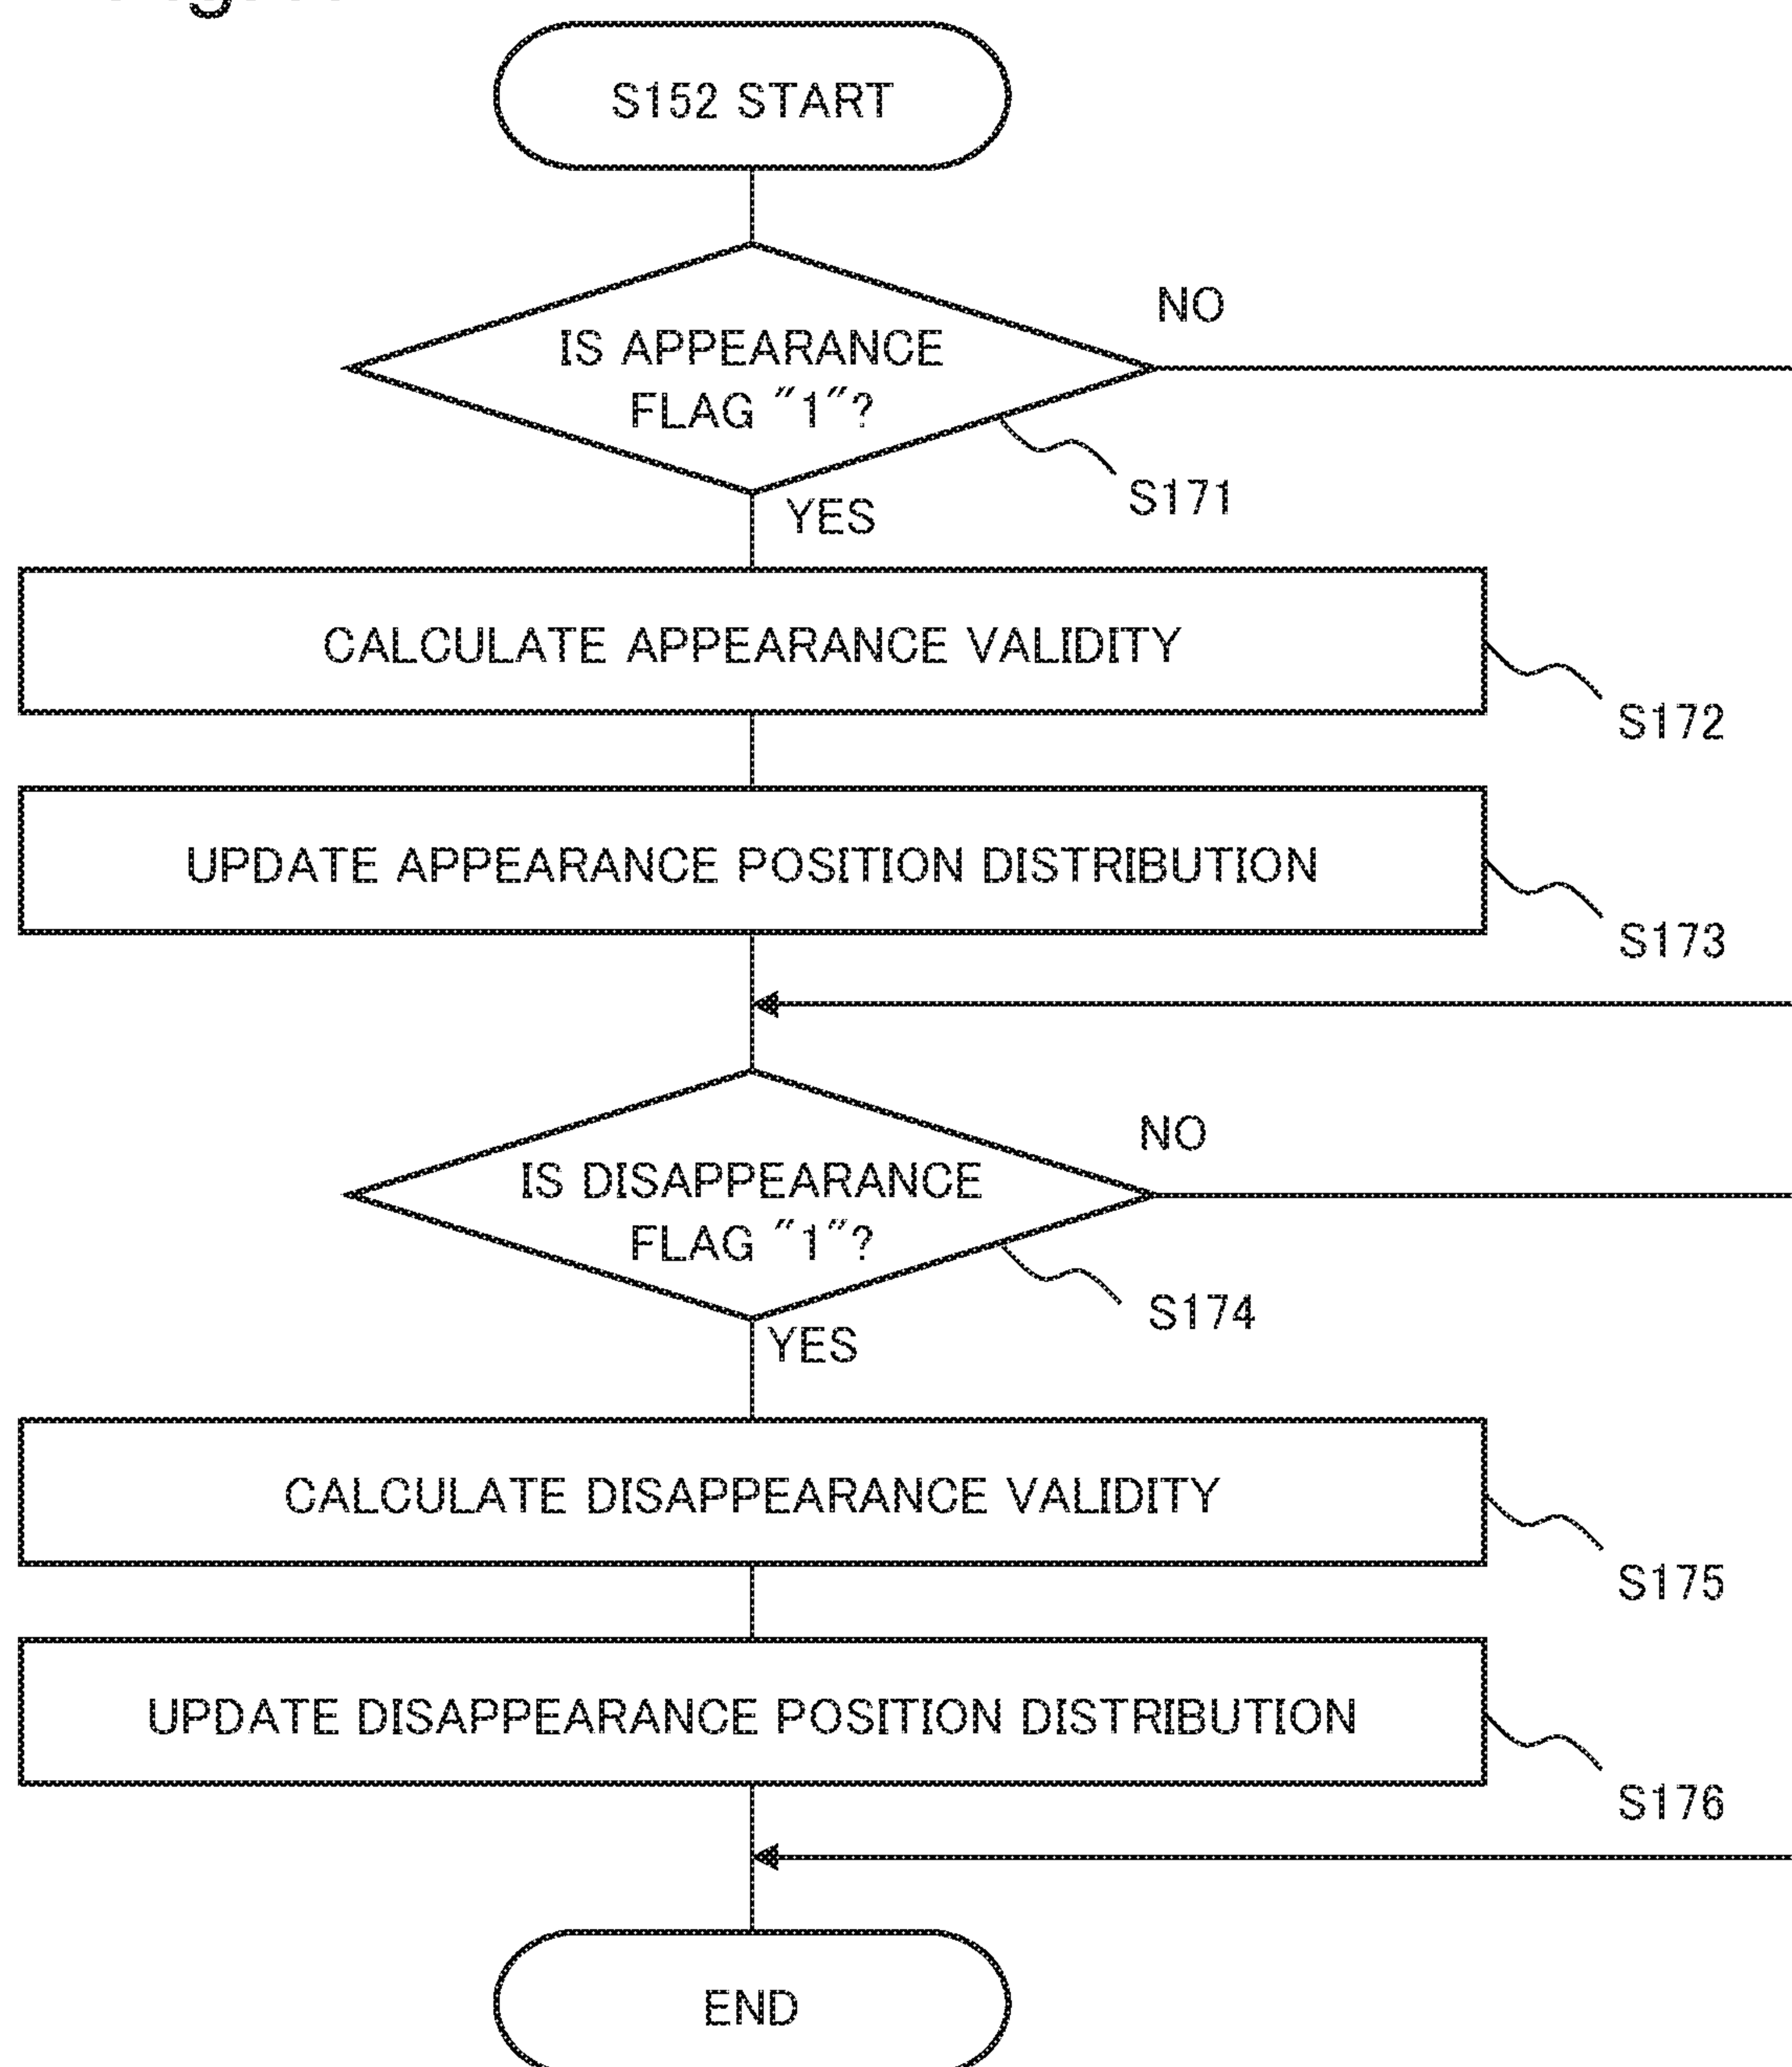 S152 START
IS APPEARANCE
FLAG "1"?
NO
S171
YES
CALCULATE APPEARANCE VALIDITY
S172
UPDATE APPEARANCE POSITION DISTRIBUTION
S173
IS DISAPPEARANCE
FLAG "1"?
NO
S174
YES
CALCULATE DISAPPEARANCE VALIDITY
S175
UPDATE DISAPPEARANCE POSITION DISTRIBUTION
S176
END